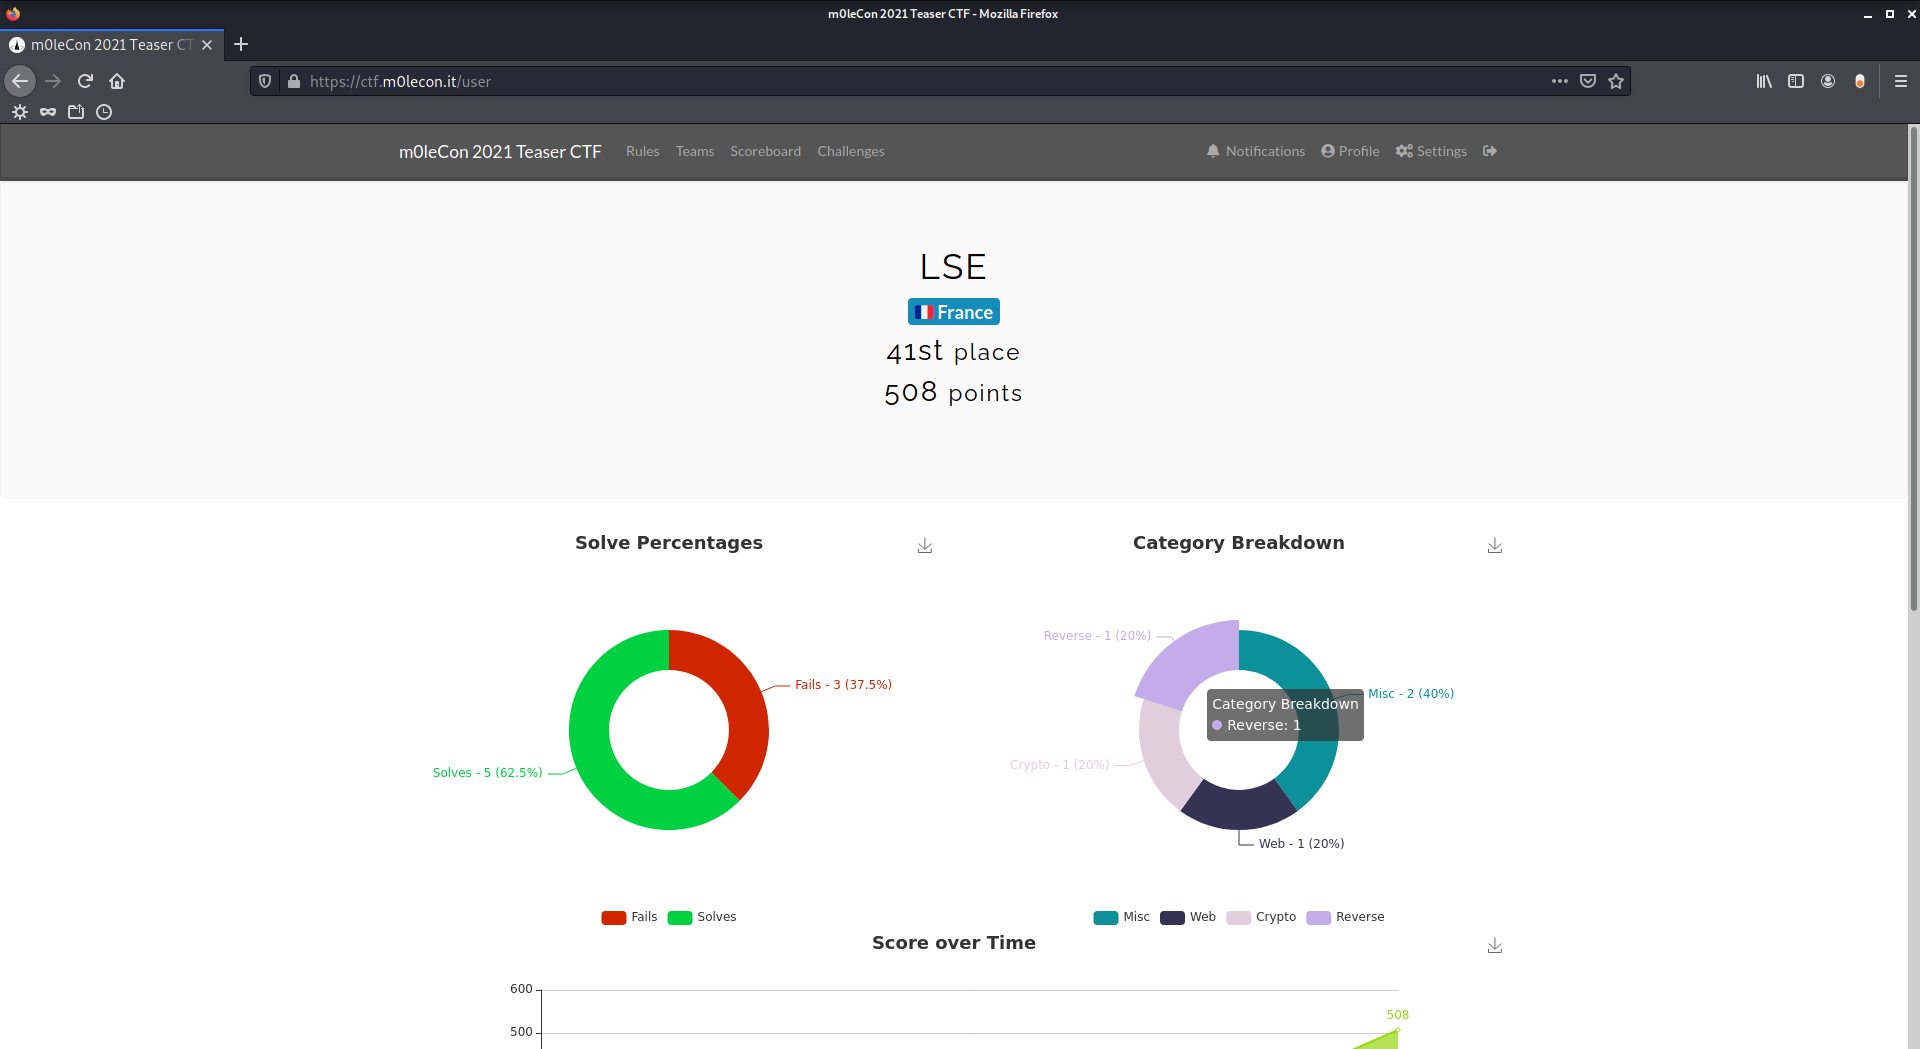 m0leCon 2021 Teaser CTF - Mozilla Firefox
m0leCon 2021 Teaser CT
https://ctf.m0lecon.it/user
m0leCon 2021 Teaser CTF Rules Teams Scoreboard Challenges Notifications Profile Settings
LSE
France
41st place
508 points
Solve Percentages
Fails - 3 (37.5%)
Solves - 5 (62.5%)
Fails Solves
Category Breakdown
Reverse - 1 (20%)
Misc - 2 (40%)
Category Breakdown
Reverse: 1
Crypto - 1 (20%)
Web - 1 (20%)
Misc Web Crypto Reverse
Score over Time
600
508
500